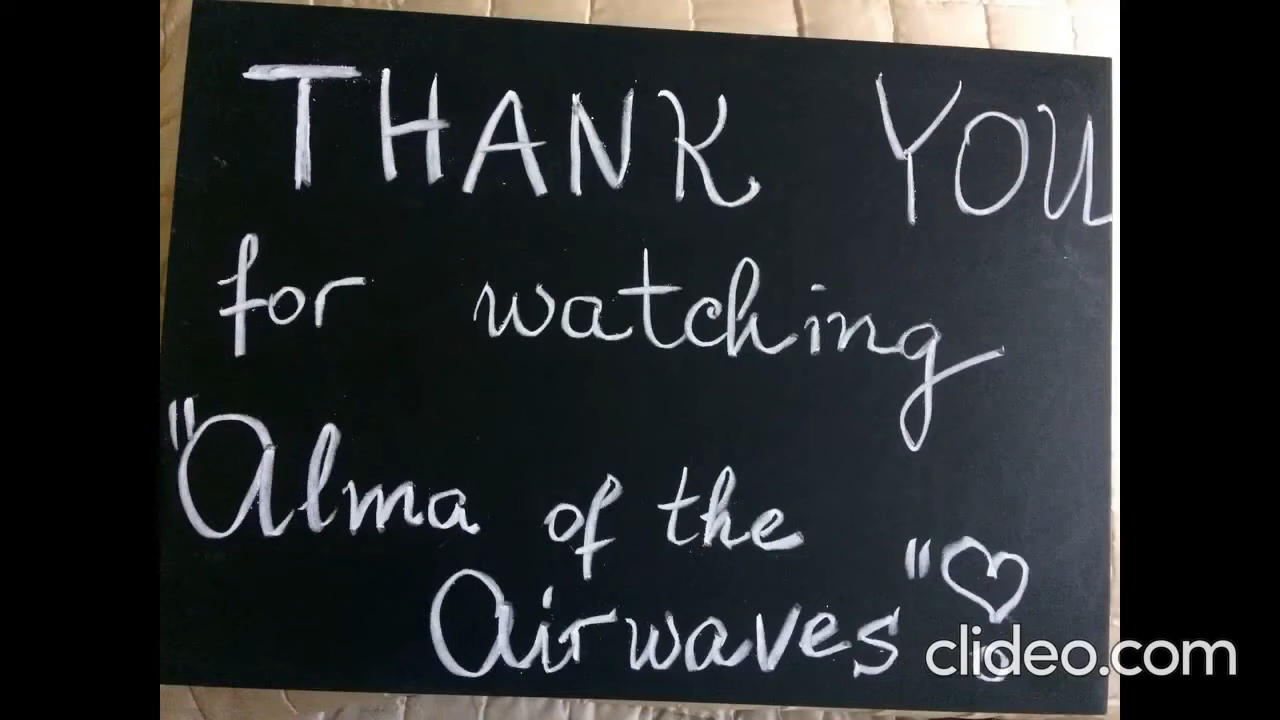 THANK YOU
for watching
"Alma of the
Airwaves" ♡
clideo.com